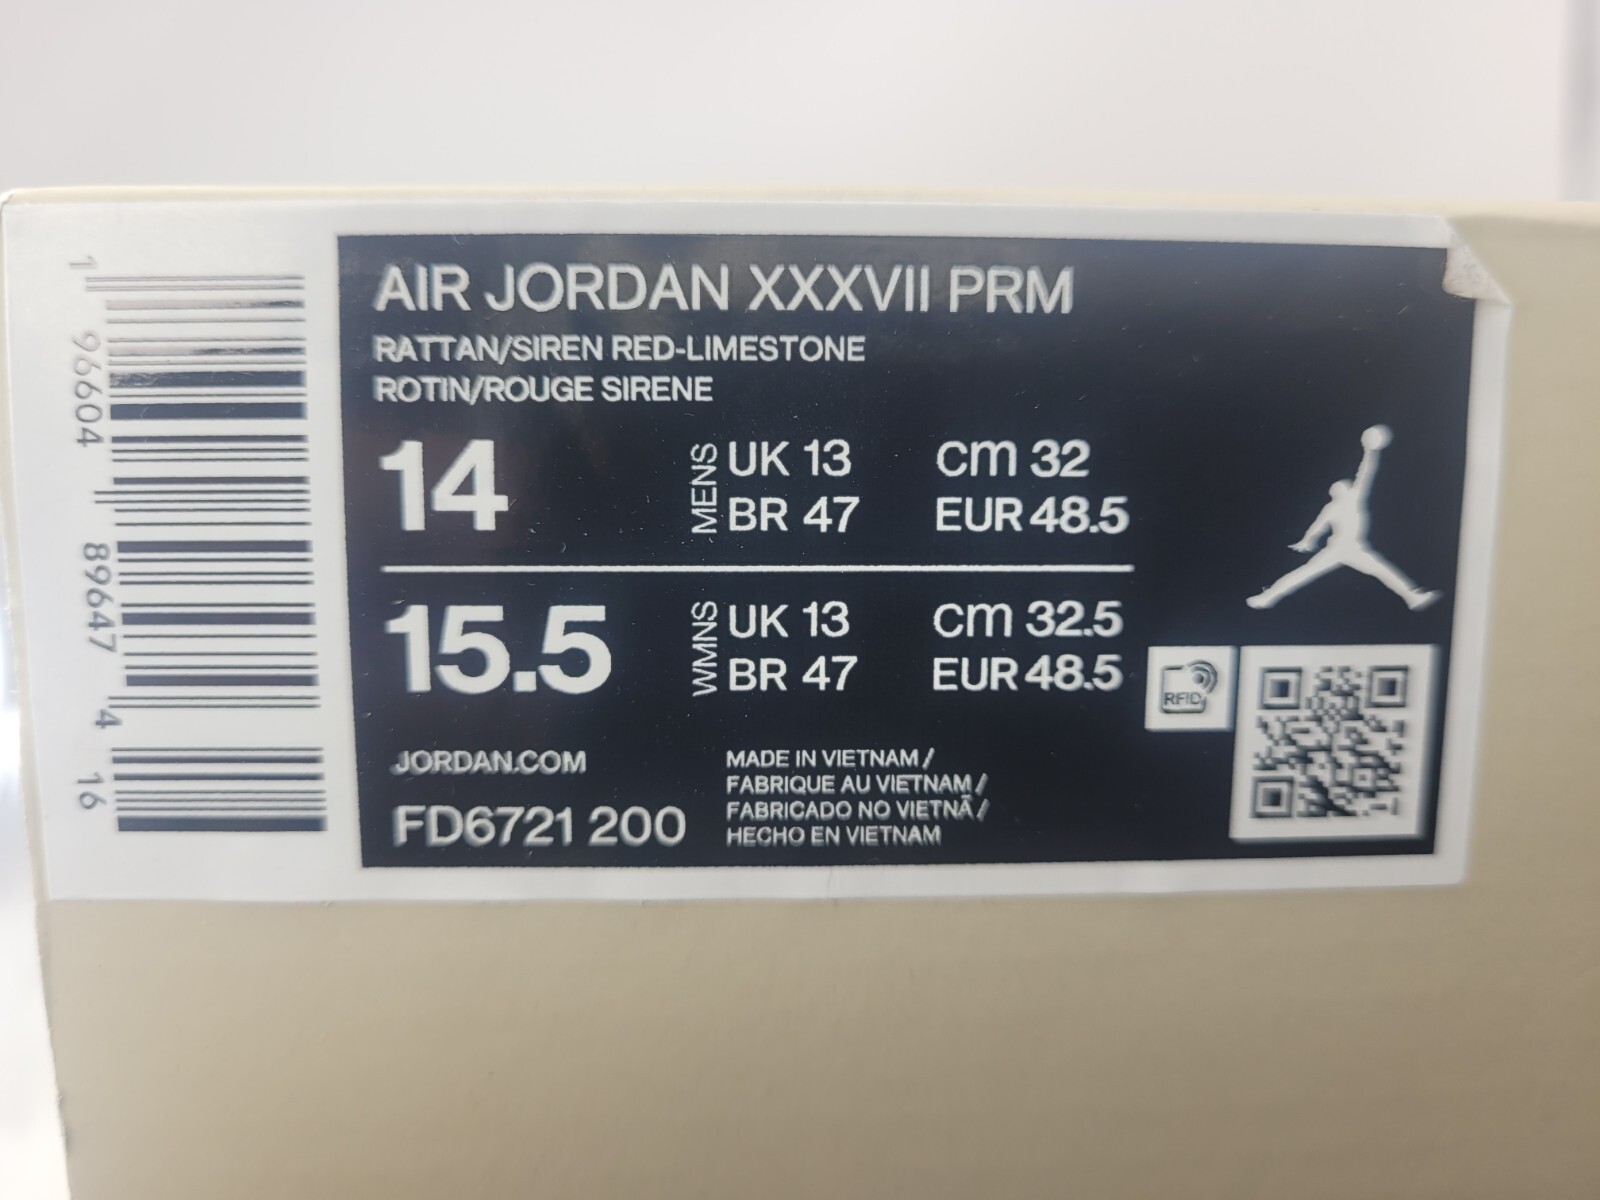 1 96604 89647 4 16
AIR JORDAN XXXVII PRM
RATTAN/SIREN RED-LIMESTONE
ROTIN/ROUGE SIRENE
14 MENS UK 13 cm 32
BR 47 EUR 48.5
15.5 WMNS UK 13 cm 32.5
BR 47 EUR 48.5
RFID
JORDAN.COM
FD6721 200
MADE IN VIETNAM /
FABRIQUE AU VIETNAM /
FABRICADO NO VIETNÃ /
HECHO EN VIETNAM